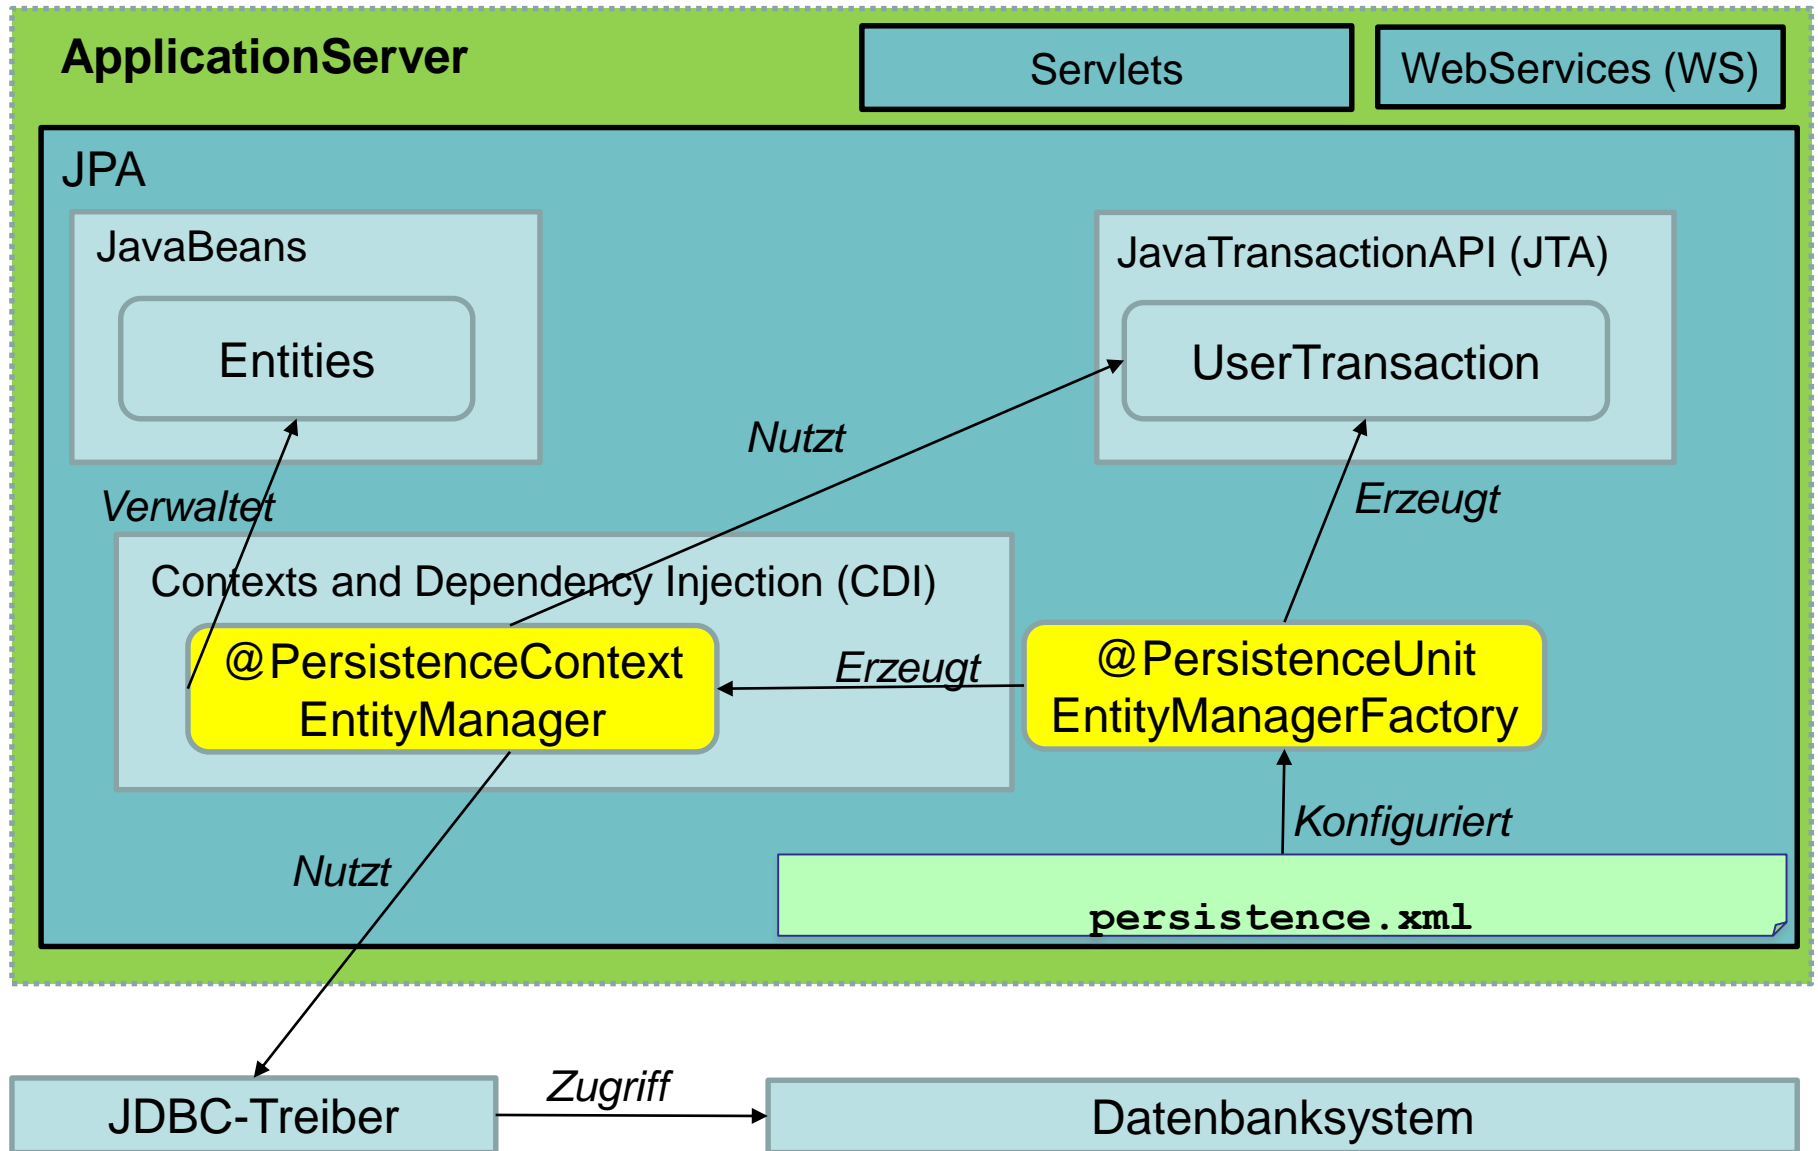 ApplicationServer
Servlets
WebServices (WS)
JPA
JavaBeans
JavaTransactionAPI (JTA)
Entities
UserTransaction
Nutzt
Verwaltet
Erzeugt
Contexts and Dependency Injection (CDI)
@PersistenceContext
EntityManager
Erzeugt
@PersistenceUnit
EntityManagerFactory
Konfiguriert
Nutzt
persistence.xml
JDBC-Treiber
Zugriff
Datenbanksystem